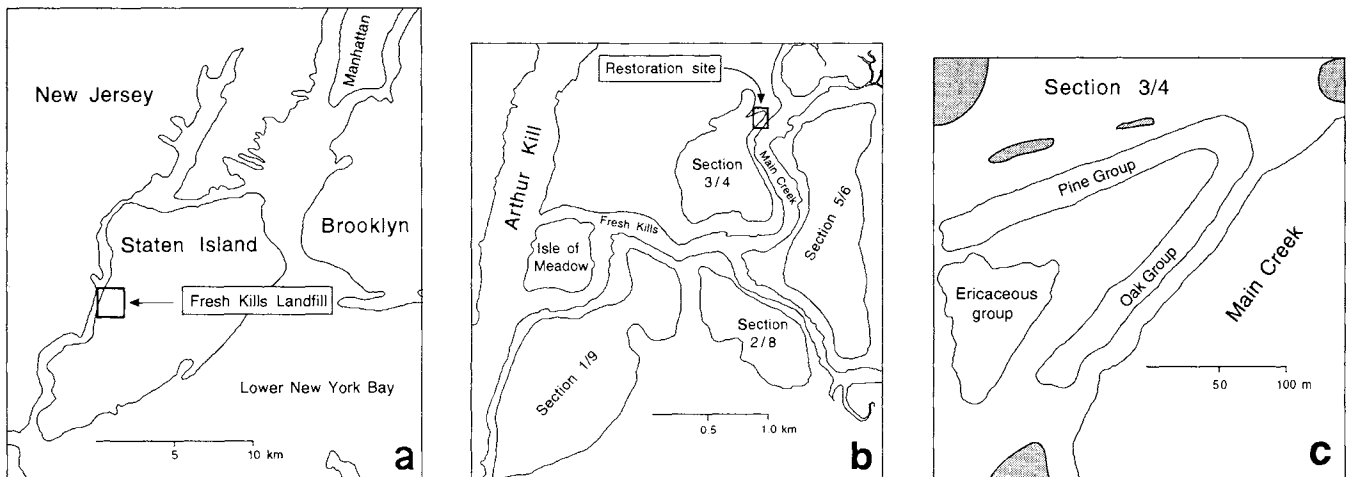 New Jersey
Manhattan
Staten Island
Brooklyn
Fresh Kills Landfill
Lower New York Bay
5 10 km
a
Restoration site
Arthur Kill
Section
3/4
Main Creek
Section 5/6
Fresh Kills
Isle of
Meadow
Section
2/8
Section 1/9
0.5 1.0 km
b
Section 3/4
Pine Group
Oak Group
Ericaceous
group
Main Creek
50 100 m
c